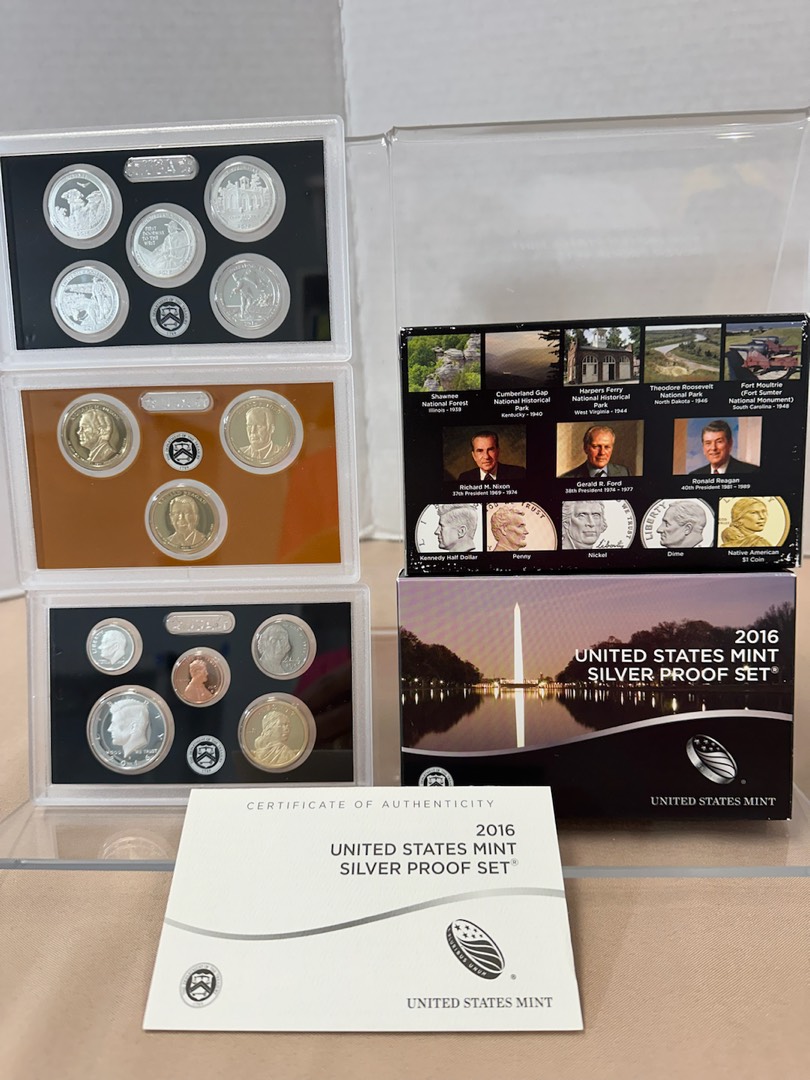 Shawnee
National Forest
Illinois - 1938
Cumberland Gap
National Historical
Park
Kentucky - 1940
Harpers Ferry
National Historical
Park
West Virginia - 1944
Theodore Roosevelt
National Park
North Dakota - 1946
Fort Moultrie
(Fort Sumter
National Monument)
South Carolina - 1948
Richard M. Nixon
37th President 1969 - 1974
Gerald R. Ford
38th President 1974 - 1977
Ronald Reagan
40th President 1981 - 1989
LIBERTY
Kennedy Half Dollar
Penny
Nickel
Dime
Native American
$1 Coin
2016
UNITED STATES MINT
SILVER PROOF SET®
UNITED STATES MINT
CERTIFICATE OF AUTHENTICITY
2016
UNITED STATES MINT
SILVER PROOF SET®
PLURIBUS UNUM
UNITED STATES MINT